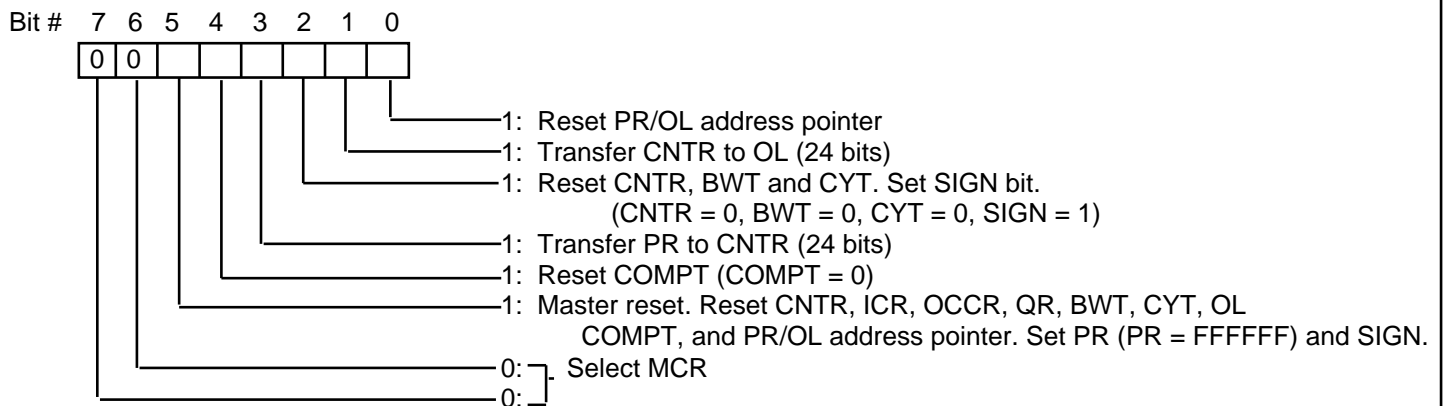 Bit # 7 6 5 4 3 2 1 0
0 0
1: Reset PR/OL address pointer
1: Transfer CNTR to OL (24 bits)
1: Reset CNTR, BWT and CYT. Set SIGN bit.
(CNTR = 0, BWT = 0, CYT = 0, SIGN = 1)
1: Transfer PR to CNTR (24 bits)
1: Reset COMPT (COMPT = 0)
1: Master reset. Reset CNTR, ICR, OCCR, QR, BWT, CYT, OL
COMPT, and PR/OL address pointer. Set PR (PR = FFFFFF) and SIGN.
0: Select MCR
0: